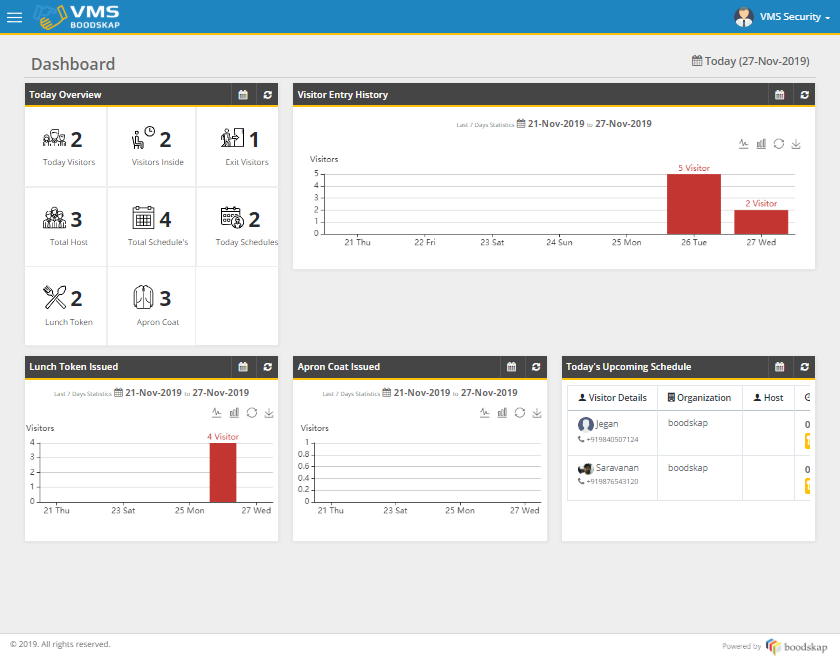 VMS
BOODSKAP
VMS Security
Dashboard
Today (27-Nov-2019)
Today Overview
2
Today Visitors
2
Visitors Inside
1
Exit Visitors
3
Total Host
4
Total Schedule's
2
Today Schedules
2
Lunch Token
3
Apron Coat
Visitor Entry History
Last 7 Days Statistics 21-Nov-2019 to 27-Nov-2019
Visitors
5
4
3
2
1
0
5 Visitor
2 Visitor
21 Thu 22 Fri 23 Sat 24 Sun 25 Mon 26 Tue 27 Wed
Lunch Token Issued
Last 7 Days Statistics 21-Nov-2019 to 27-Nov-2019
Visitors
4
3
2
1
0
4 Visitor
21 Thu 23 Sat 25 Mon 27 Wed
Apron Coat Issued
Last 7 Days Statistics 21-Nov-2019 to 27-Nov-2019
Visitors
1
0.8
0.6
0.4
0.2
0
21 Thu 23 Sat 25 Mon 27 Wed
Today's Upcoming Schedule
Visitor Details Organization Host
Jegan boodskap
+919840507124
Saravanan boodskap
+919876543120
© 2019. All rights reserved.
Powered by boodskap